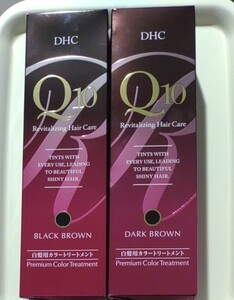 DHC
Q10
Revitalizing Hair Care
TINTS WITH
EVERY USE, LEADING
TO BEAUTIFUL
SHINY HAIR.
BLACK BROWN
白髪用カラートリートメント
Premium Color Treatment
DHC
Q10
Revitalizing Hair Care
TINTS WITH
EVERY USE, LEADING
TO BEAUTIFUL
SHINY HAIR.
DARK BROWN
白髪用カラートリートメント
Premium Color Treatment